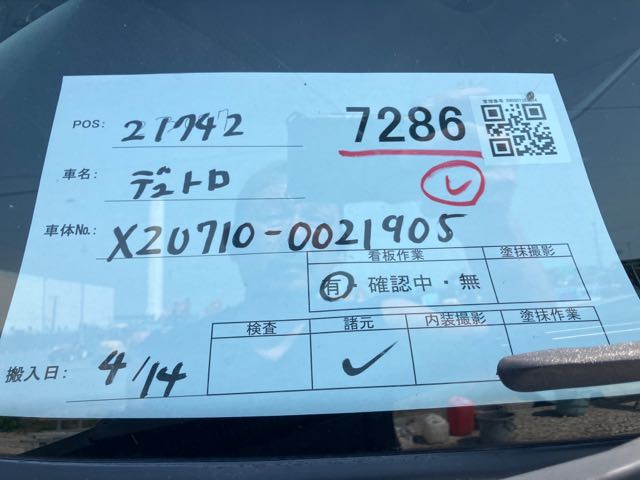 POS: 21742 7286
車名: デュトロ
車体No.: XZU710-0021905
看板作業 塗抹撮影
有・確認中・無
検査 諸元 内装撮影 塗抹作業
搬入日: 4/14